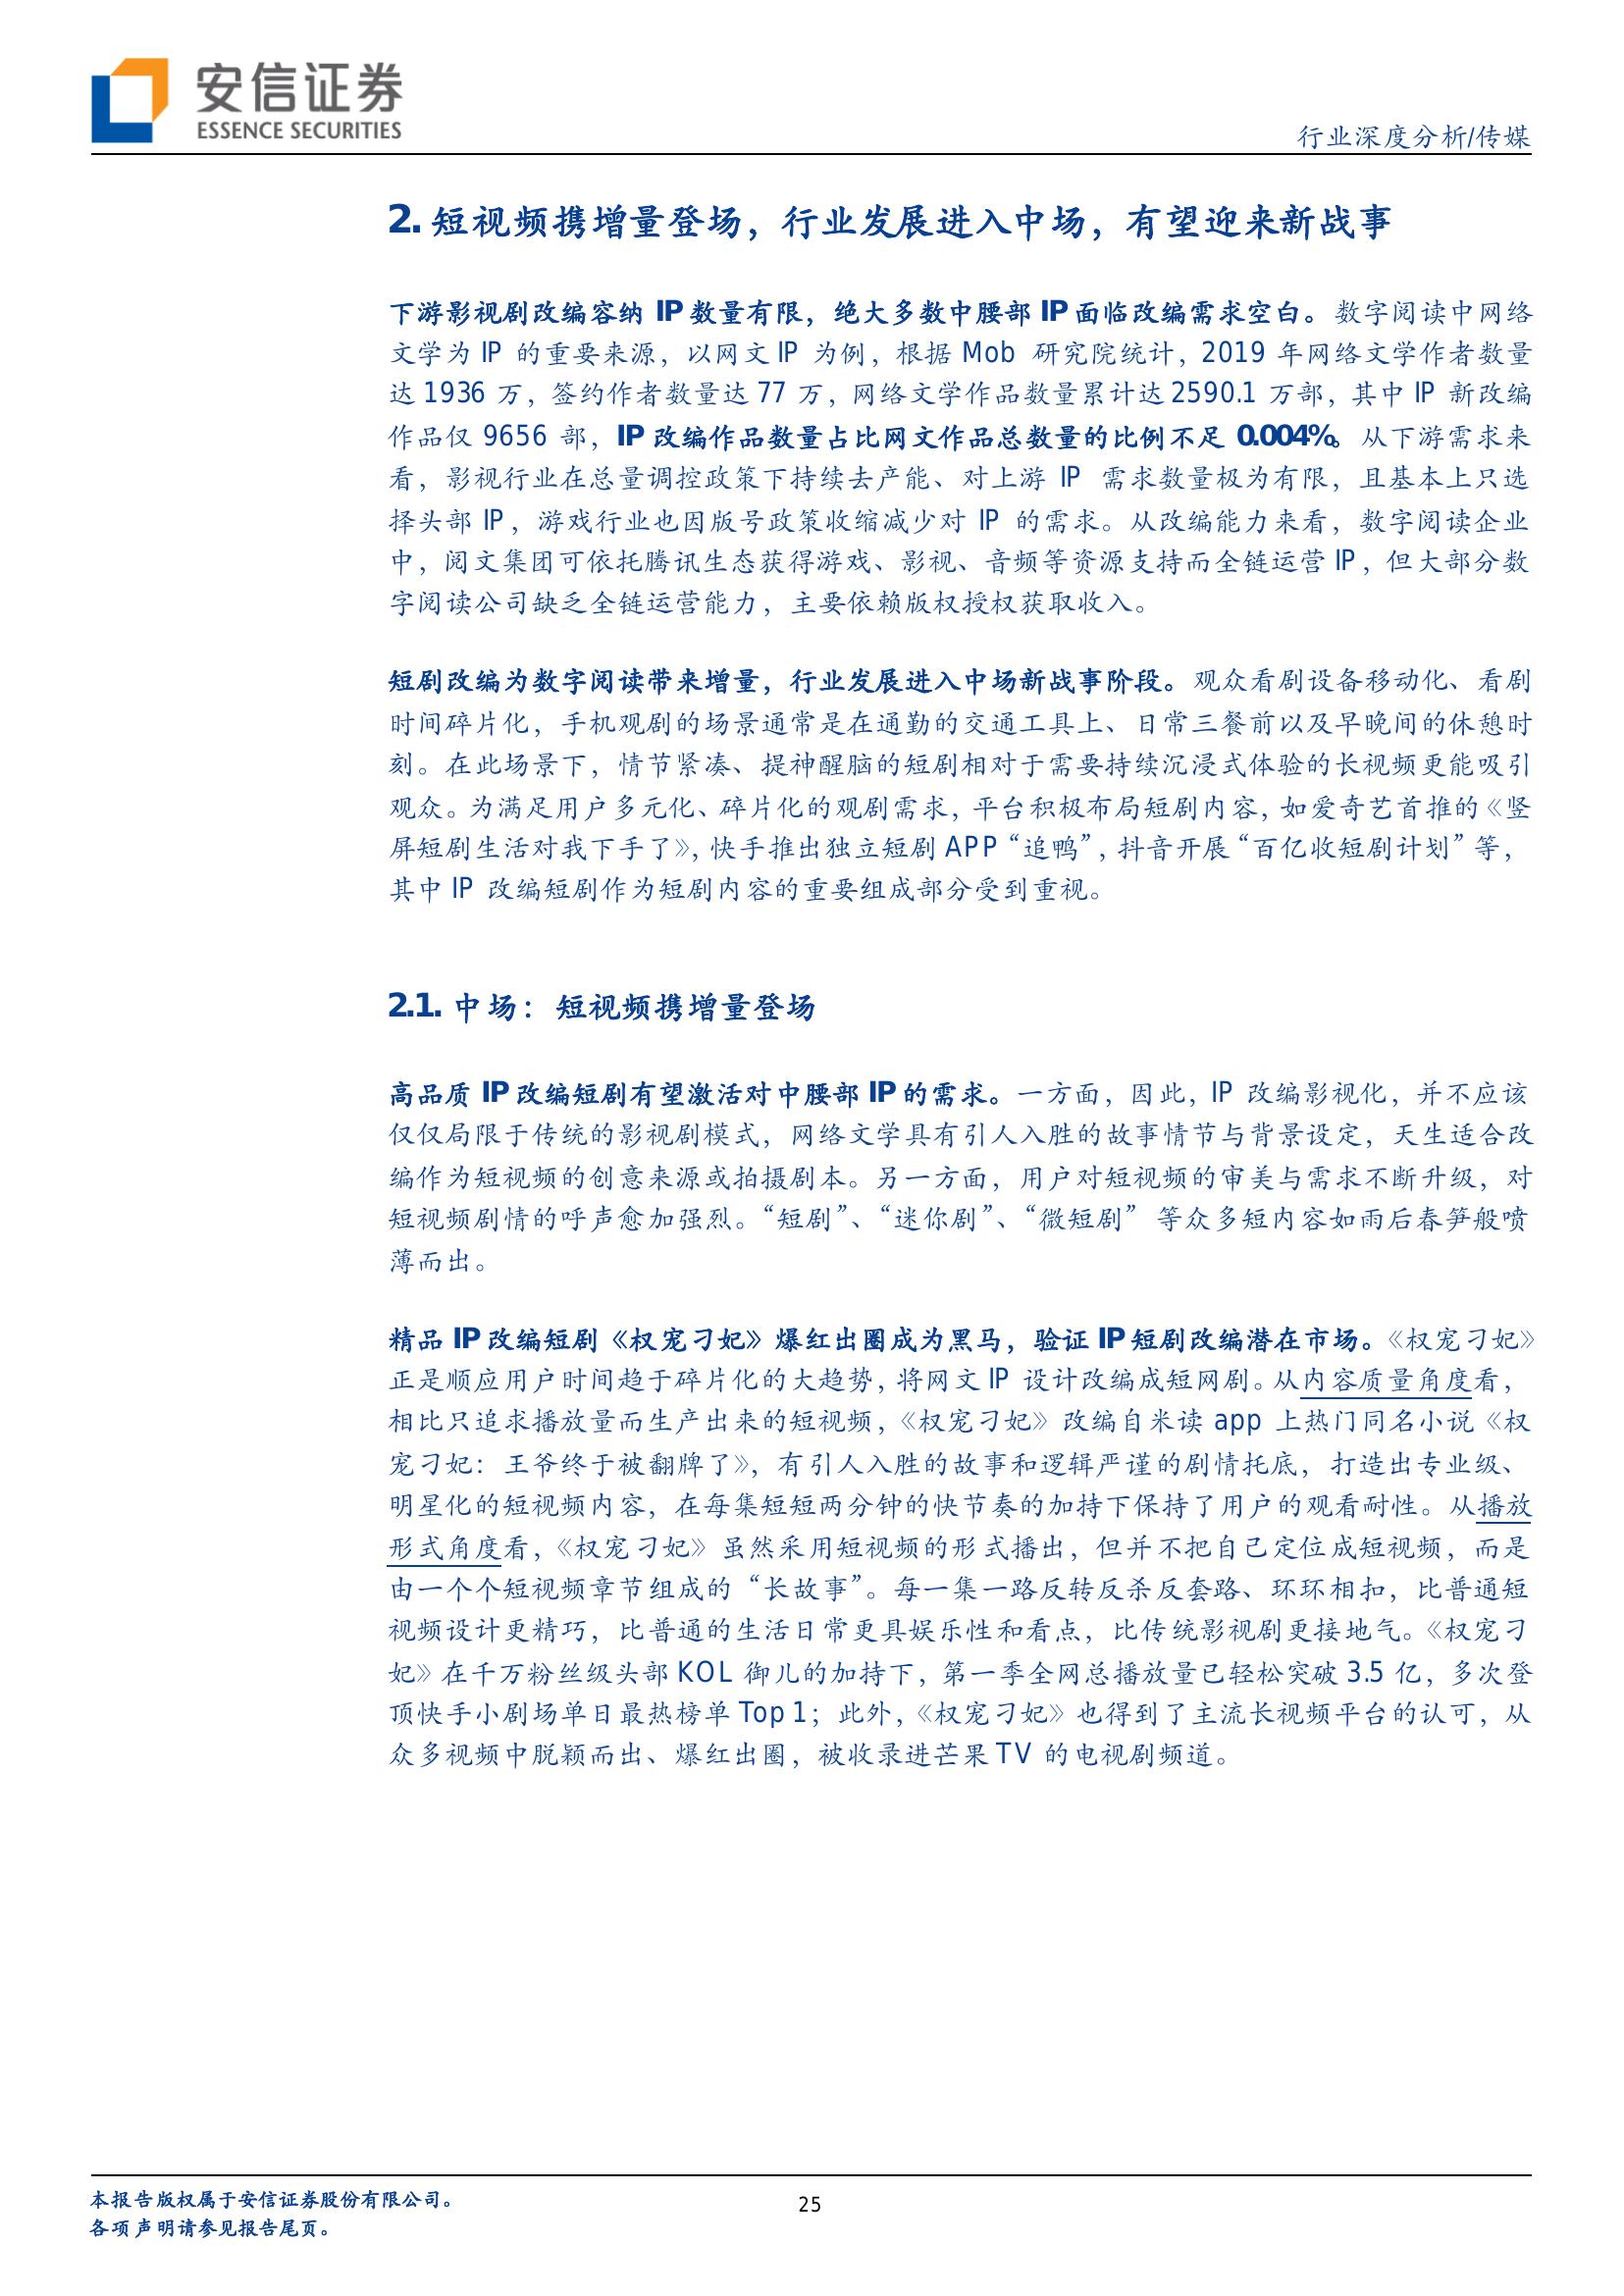 安信证券
ESSENCE SECURITIES
行业深度分析/传媒
2. 短视频携增量登场，行业发展进入中场，有望迎来新战事
下游影视剧改编容纳 IP 数量有限，绝大多数中腰部 IP 面临改编需求空白。数字阅读中网络
文学为 IP 的重要来源，以网文 IP 为例，根据 Mob 研究院统计，2019 年网络文学作者数量
达 1936 万，签约作者数量达 77 万，网络文学作品数量累计达 2590.1 万部，其中 IP 新改编
作品仅 9656 部，IP 改编作品数量占比网文作品总数量的比例不足 0.004%。从下游需求来
看，影视行业在总量调控政策下持续去产能、对上游 IP 需求数量极为有限，且基本上只选
择头部 IP，游戏行业也因版号政策收缩减少对 IP 的需求。从改编能力来看，数字阅读企业
中，阅文集团可依托腾讯生态获得游戏、影视、音频等资源支持而全链运营 IP，但大部分数
字阅读公司缺乏全链运营能力，主要依赖版权授权获取收入。
短剧改编为数字阅读带来增量，行业发展进入中场新战事阶段。观众看剧设备移动化、看剧
时间碎片化，手机观剧的场景通常是在通勤的交通工具上、日常三餐前以及早晚间的休憩时
刻。在此场景下，情节紧凑、提神醒脑的短剧相对于需要持续沉浸式体验的长视频更能吸引
观众。为满足用户多元化、碎片化的观剧需求，平台积极布局短剧内容，如爱奇艺首推的《竖
屏短剧生活对我下手了》，快手推出独立短剧 APP“追鸭”，抖音开展“百亿收短剧计划”等，
其中 IP 改编短剧作为短剧内容的重要组成部分受到重视。
2.1. 中场：短视频携增量登场
高品质 IP 改编短剧有望激活对中腰部 IP 的需求。一方面，因此，IP 改编影视化，并不应该
仅仅局限于传统的影视剧模式，网络文学具有引人入胜的故事情节与背景设定，天生适合改
编作为短视频的创意来源或拍摄剧本。另一方面，用户对短视频的审美与需求不断升级，对
短视频剧情的呼声愈加强烈。“短剧”、“迷你剧”、“微短剧” 等众多短内容如雨后春笋般喷
薄而出。
精品 IP 改编短剧《权宠刁妃》爆红出圈成为黑马，验证 IP 短剧改编潜在市场。《权宠刁妃》
正是顺应用户时间趋于碎片化的大趋势，将网文 IP 设计改编成短网剧。从内容质量角度看，
相比只追求播放量而生产出来的短视频，《权宠刁妃》改编自米读 app 上热门同名小说《权
宠刁妃：王爷终于被翻牌了》，有引人入胜的故事和逻辑严谨的剧情托底，打造出专业级、
明星化的短视频内容，在每集短短两分钟的快节奏的加持下保持了用户的观看耐性。从播放
形式角度看，《权宠刁妃》虽然采用短视频的形式播出，但并不把自己定位成短视频，而是
由一个个短视频章节组成的“长故事”。每一集一路反转反杀反套路、环环相扣，比普通短
视频设计更精巧，比普通的生活日常更具娱乐性和看点，比传统影视剧更接地气。《权宠刁
妃》在千万粉丝级头部 KOL 御儿的加持下，第一季全网总播放量已轻松突破 3.5 亿，多次登
顶快手小剧场单日最热榜单 Top 1；此外，《权宠刁妃》也得到了主流长视频平台的认可，从
众多视频中脱颖而出、爆红出圈，被收录进芒果 TV 的电视剧频道。
本报告版权属于安信证券股份有限公司。
各项声明请参见报告尾页。
25